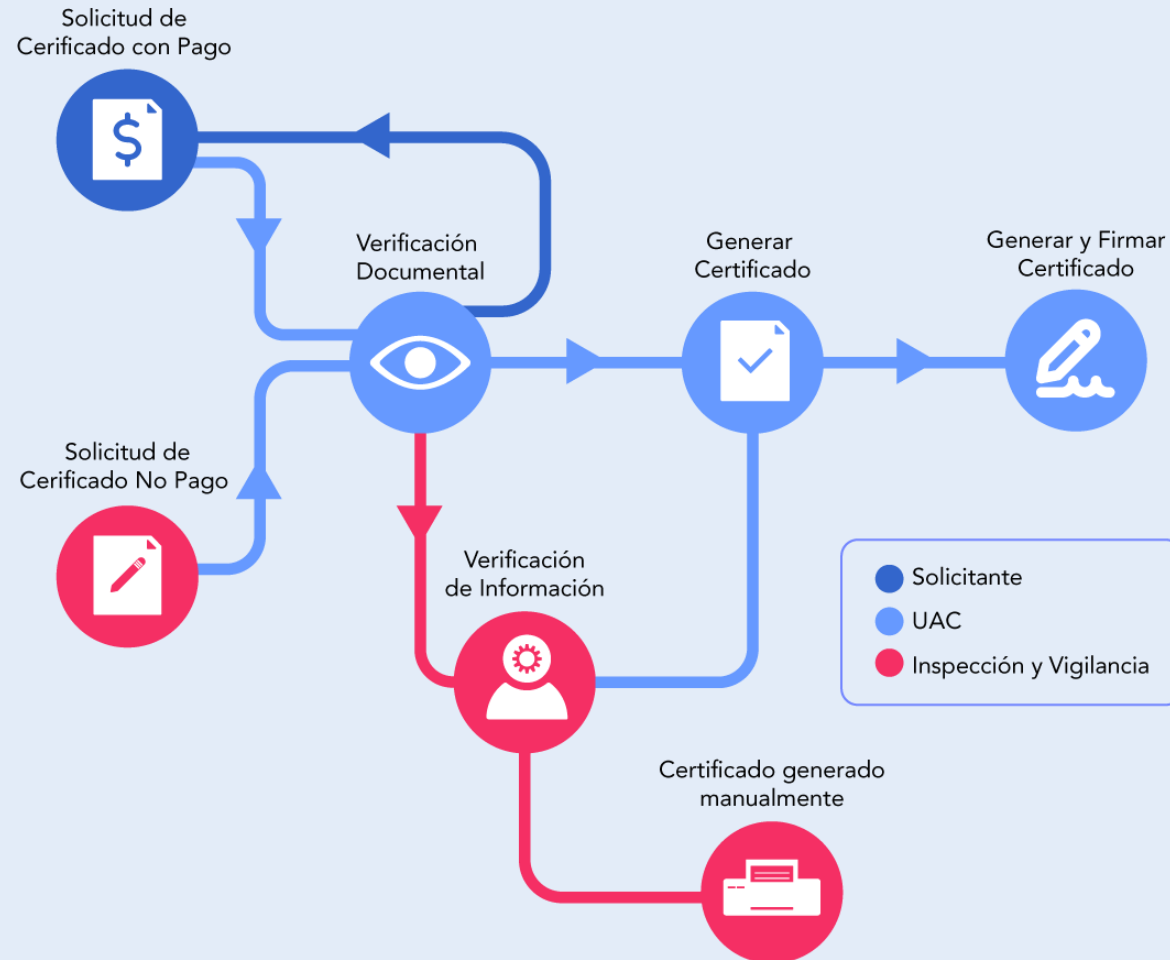 Solicitud de
Cerificado con Pago
Verificación
Documental
Generar
Certificado
Generar y Firmar
Certificado
Solicitud de
Cerificado No Pago
Verificación
de Información
Solicitante
UAC
Inspección y Vigilancia
Certificado generado
manualmente